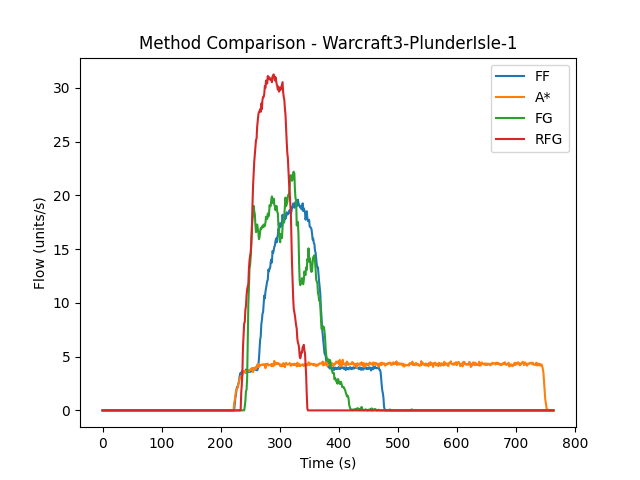 Method Comparison - Warcraft3-PlunderIsle-1
FF
A*
FG
RFG
Flow (units/s)
30
25
20
15
10
5
0
0 100 200 300 400 500 600 700 800
Time (s)